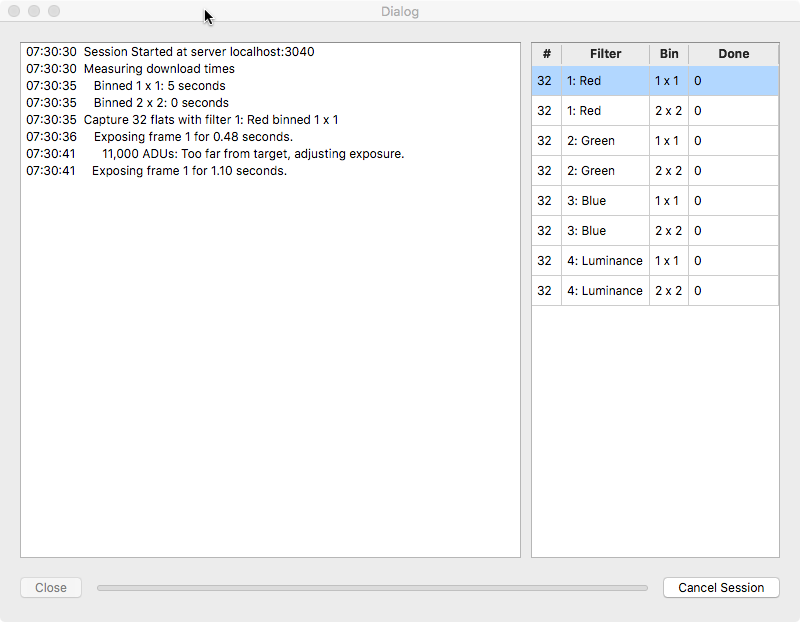 Dialog
07:30:30 Session Started at server localhost:3040
07:30:30 Measuring download times
07:30:35 Binned 1 x 1: 5 seconds
07:30:35 Binned 2 x 2: 0 seconds
07:30:35 Capture 32 flats with filter 1: Red binned 1 x 1
07:30:36 Exposing frame 1 for 0.48 seconds.
07:30:41 11,000 ADUs: Too far from target, adjusting exposure.
07:30:41 Exposing frame 1 for 1.10 seconds.
# Filter Bin Done
32 1: Red 1 x 1 0
32 1: Red 2 x 2 0
32 2: Green 1 x 1 0
32 2: Green 2 x 2 0
32 3: Blue 1 x 1 0
32 3: Blue 2 x 2 0
32 4: Luminance 1 x 1 0
32 4: Luminance 2 x 2 0
Close
Cancel Session